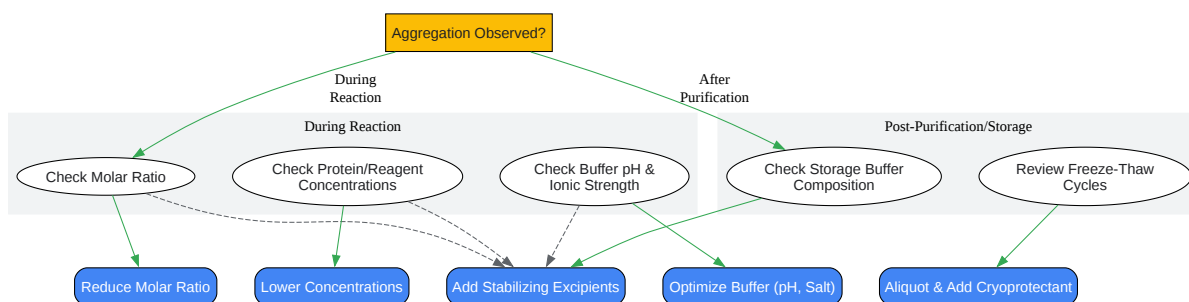 Aggregation Observed?
During
Reaction
After
Purification
During Reaction
Post-Purification/Storage
Check Molar Ratio
Check Protein/Reagent
Concentrations
Check Buffer pH &
Ionic Strength
Check Storage Buffer
Composition
Review Freeze-Thaw
Cycles
Reduce Molar Ratio
Lower Concentrations
Add Stabilizing Excipients
Optimize Buffer (pH, Salt)
Aliquot & Add Cryoprotectant